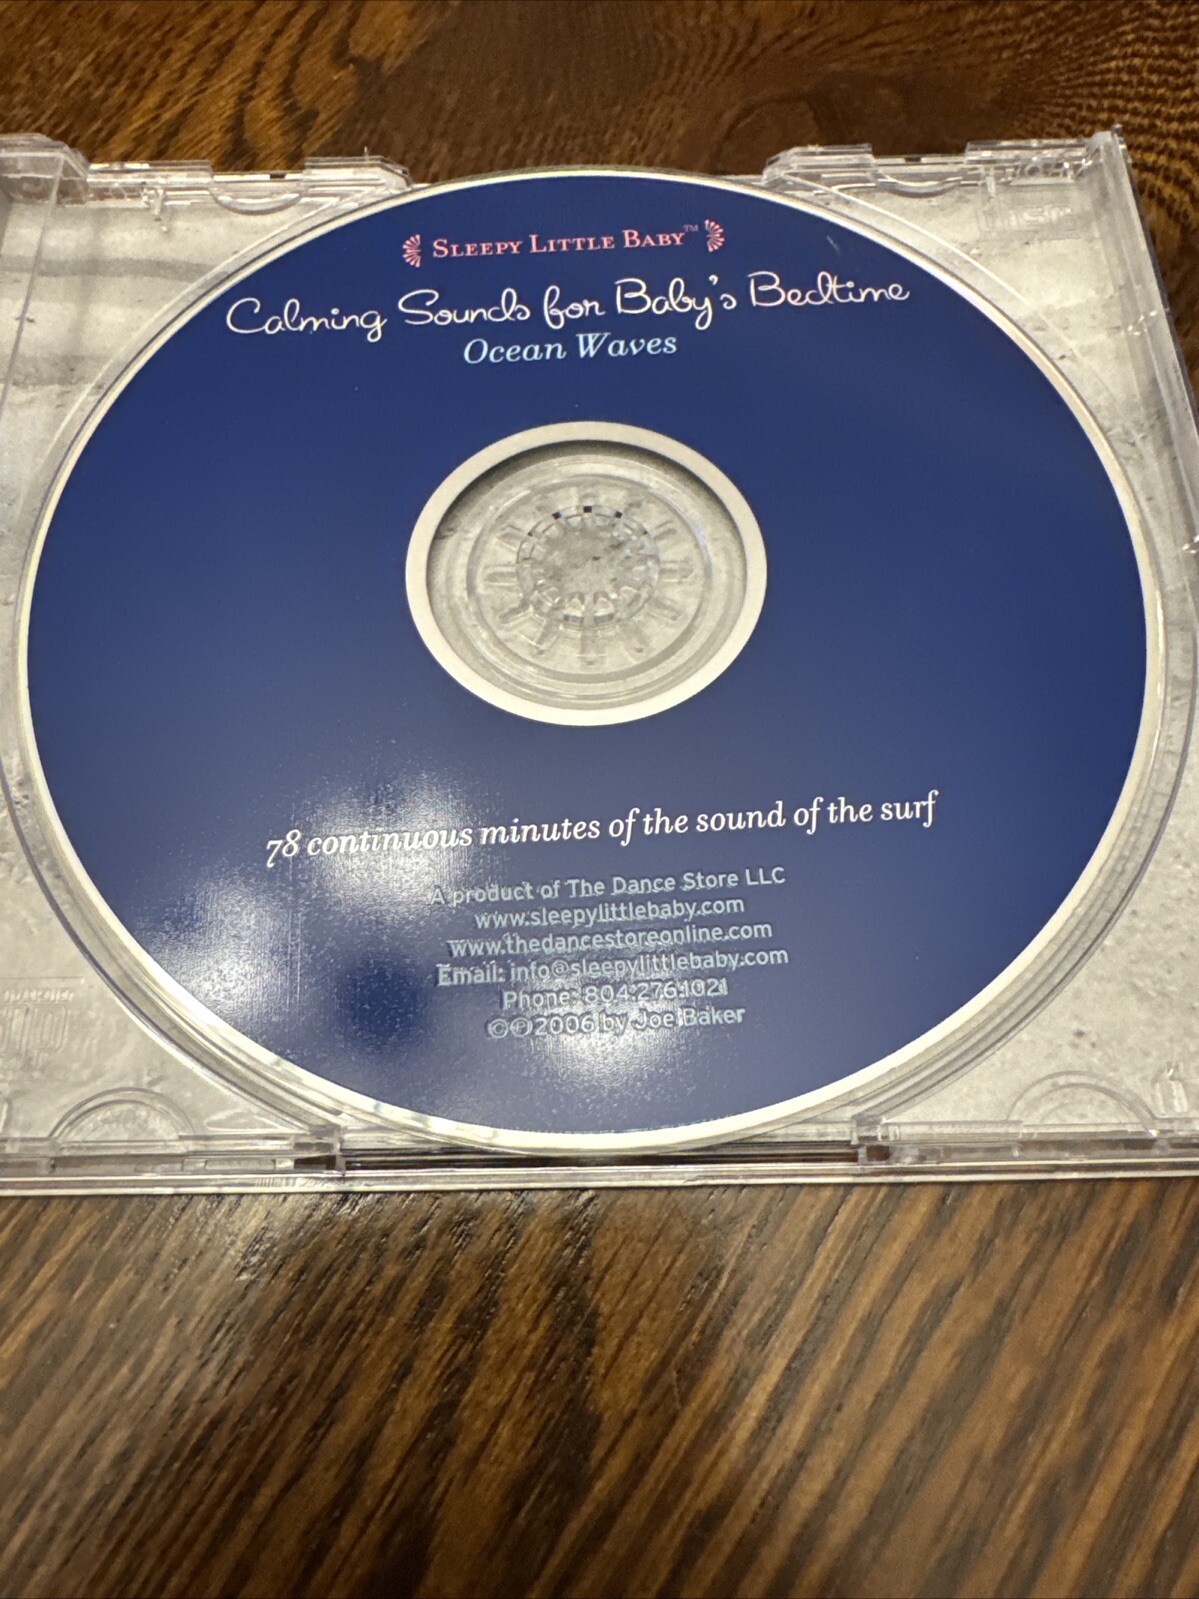 SLEEPY LITTLE BABY™
Calming Sounds for Baby's Bedtime
Ocean Waves
78 continuous minutes of the sound of the surf
A product of The Dance Store LLC
www.sleepylittlebaby.com
www.thedancestoreonline.com
Email: info@sleepylittlebaby.com
Phone: 804.276.1021
©℗2006 by Joe Baker